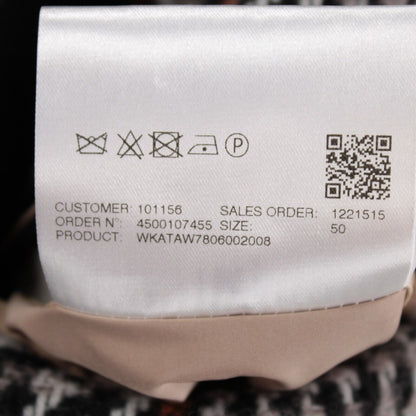 P
CUSTOMER: 101156 SALES ORDER: 1221515
ORDER N°: 4500107455 SIZE: 50
PRODUCT: WKATAW7806002008